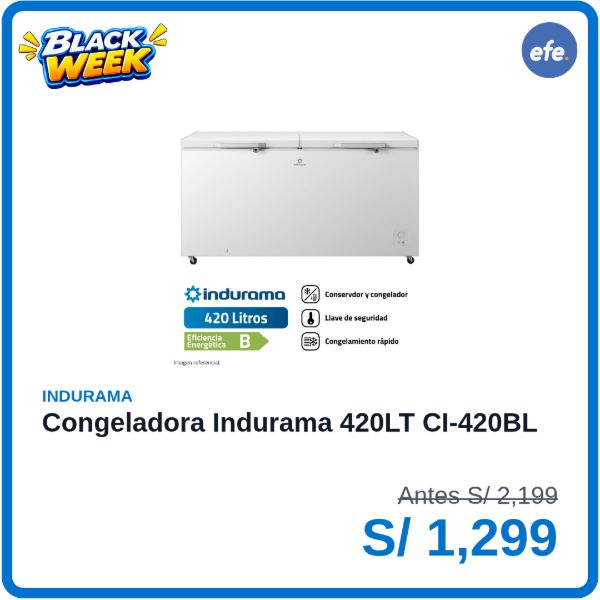 BLACK
WEEK
efe.
indurama
420 Litros
Eficiencia
Energética
B
Conservdor y congelador
Llave de seguridad
Congelamiento rápido
Imagen referencial.
INDURAMA
Congeladora Indurama 420LT CI-420BL
Antes S/ 2,199
S/ 1,299